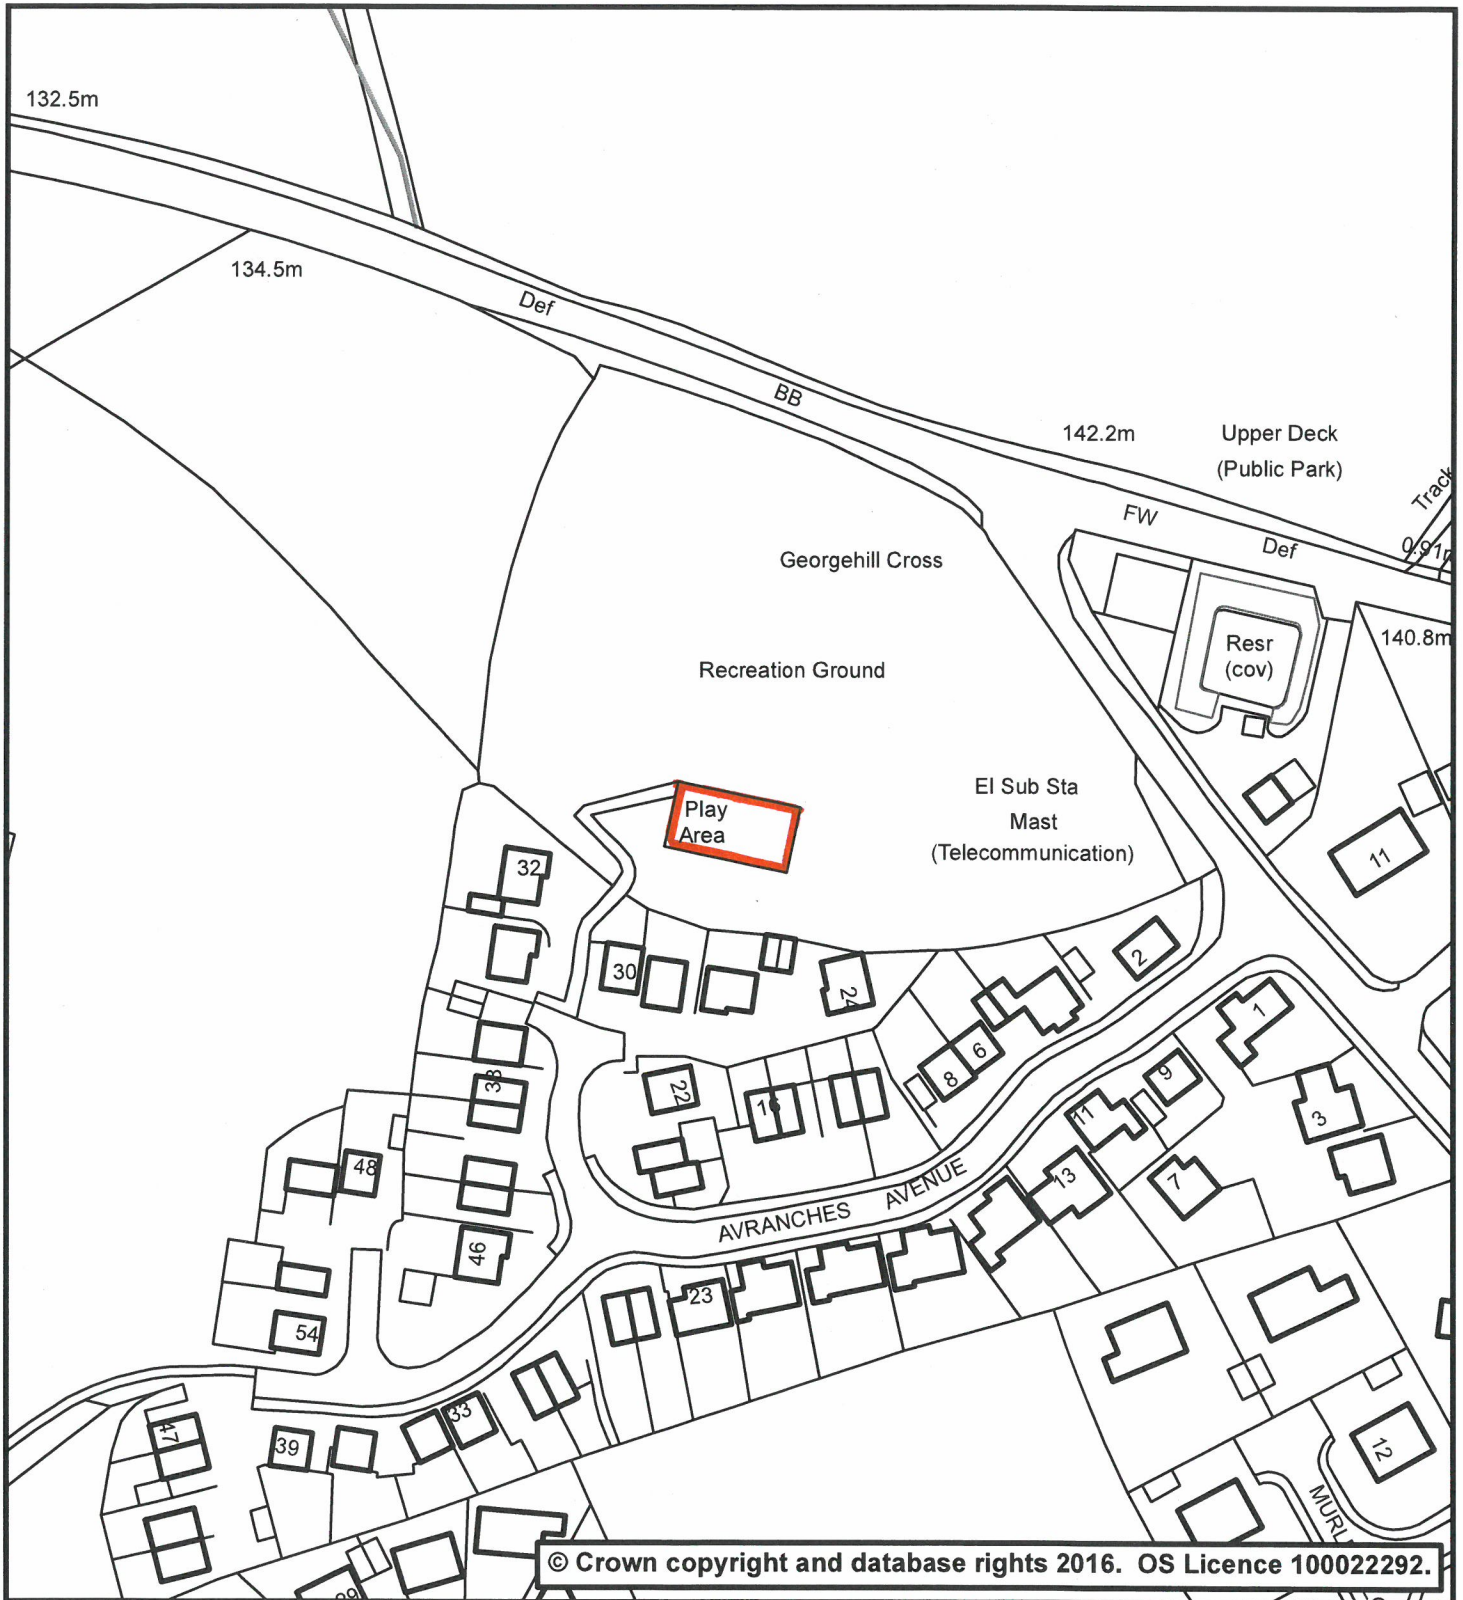 132.5m
134.5m
Def
BB
142.2m
Upper Deck
(Public Park)
Track
FW
Def
Georgehill Cross
Resr
(cov)
140.8m
Recreation Ground
Play
Area
El Sub Sta
Mast
(Telecommunication)
11
32
30
24
2
1
6
8
9
38
22
16
11
3
48
13
7
AVRANCHES AVENUE
46
23
54
33
47
39
12
© Crown copyright and database rights 2016. OS Licence 100022292.